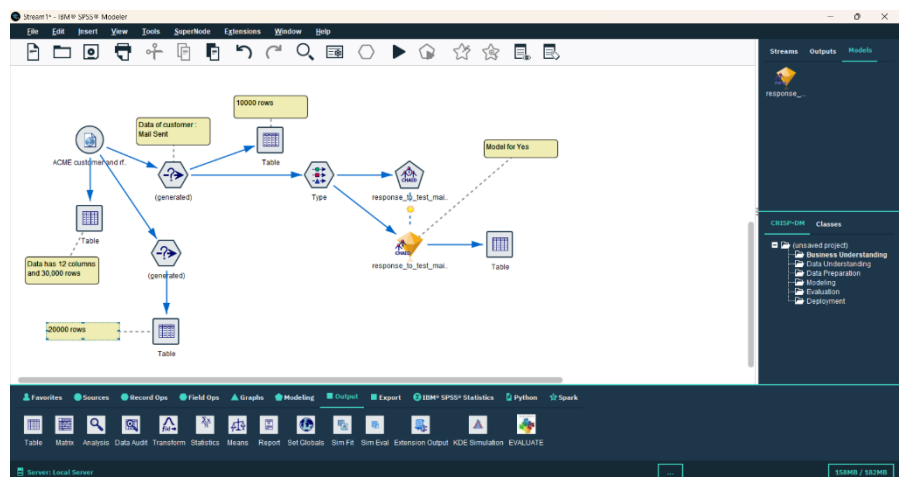 Stream1* - IBM® SPSS® Modeler
File Edit Insert View Tools SuperNode Extensions Window Help
Streams Outputs Models
response_...
10000 rows
Data of customer :
Mail Sent
Model for Yes
ACME customer and rf..
Table
(generated)
Type
CHAID
response_to_test_mai..
Table
Data has 12 columns
and 30,000 rows
(generated)
CHAID
response_to_test_mai..
Table
20000 rows
Table
CRISP-DM Classes
(unsaved project)
Business Understanding
Data Understanding
Data Preparation
Modeling
Evaluation
Deployment
Favorites Sources Record Ops Field Ops Graphs Modeling Output Export IBM® SPSS® Statistics Python Spark
Table Matrix Analysis Data Audit Transform Statistics Means Report Set Globals Sim Fit Sim Eval Extension Output KDE Simulation EVALUATE
Server: Local Server
...
158MB / 182MB